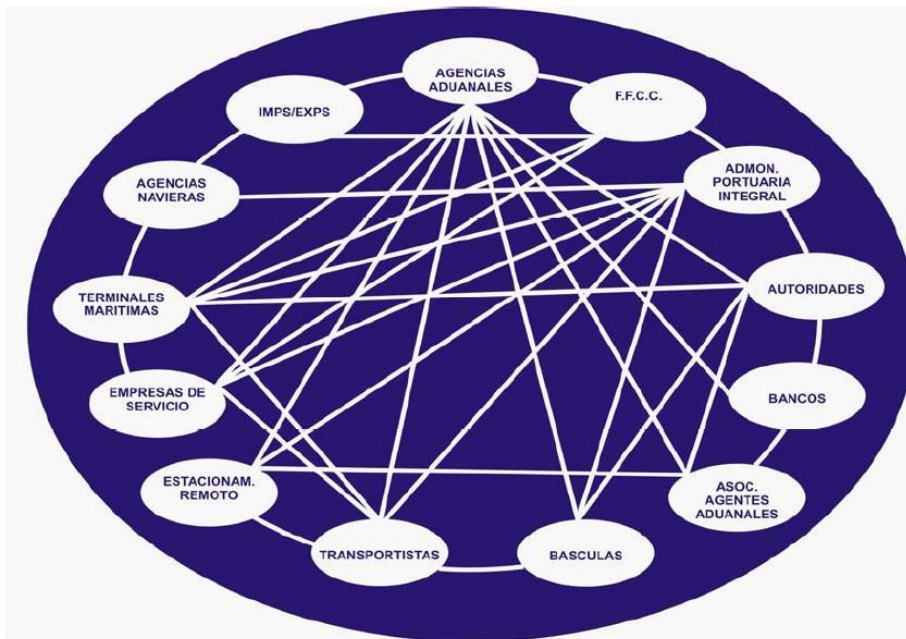 AGENCIAS
ADUANALES
F.F.C.C.
IMPS/EXPS
ADMON.
PORTUARIA
INTEGRAL
AGENCIAS
NAVIERAS
AUTORIDADES
TERMINALES
MARITIMAS
BANCOS
EMPRESAS DE
SERVICIO
ASOC.
AGENTES
ADUANALES
ESTACIONAM.
REMOTO
TRANSPORTISTAS
BASCULAS